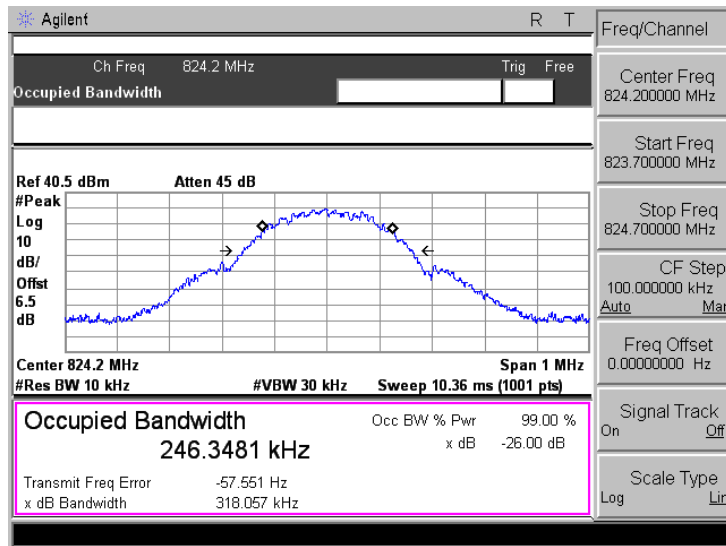 Agilent R T
Ch Freq 824.2 MHz Trig Free
Occupied Bandwidth
Ref 40.5 dBm Atten 45 dB
#Peak
Log
10
dB/
Offst
6.5
dB
Center 824.2 MHz Span 1 MHz
#Res BW 10 kHz #VBW 30 kHz Sweep 10.36 ms (1001 pts)
Occupied Bandwidth Occ BW % Pwr 99.00 %
246.3481 kHz x dB -26.00 dB
Transmit Freq Error -57.551 Hz
x dB Bandwidth 318.057 kHz
Freq/Channel
Center Freq
824.200000 MHz
Start Freq
823.700000 MHz
Stop Freq
824.700000 MHz
CF Step
100.000000 kHz
Auto Man
Freq Offset
0.00000000 Hz
Signal Track
On Off
Scale Type
Log Lin